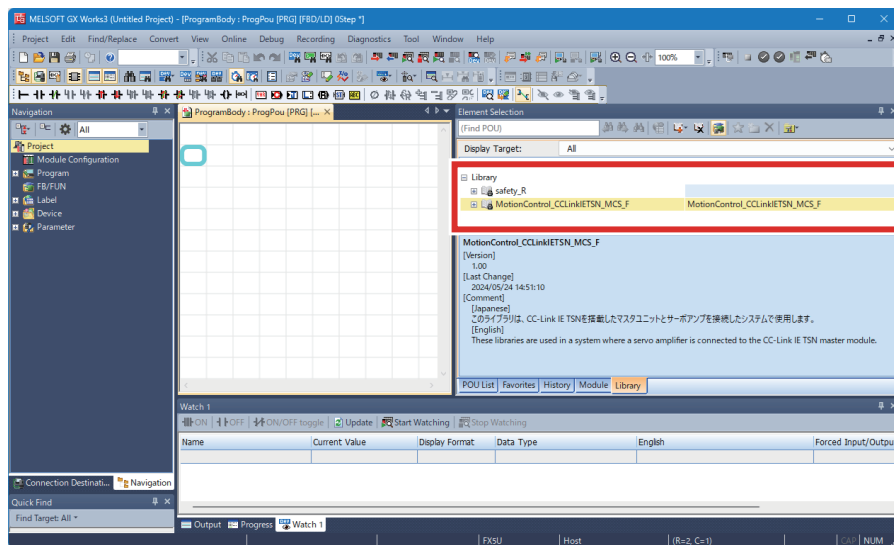 MELSOFT GX Works3 (Untitled Project) - [ProgramBody : ProgPou [PRG] [FBD/LD] 0Step *]
Project Edit Find/Replace Convert View Online Debug Recording Diagnostics Tool Window Help
100%
Navigation
ProgramBody : ProgPou [PRG] [...
Element Selection
All
(Find POU)
Display Target: All
Project
Module Configuration
Program
FB/FUN
Label
Device
Parameter
Library
safety_R
MotionControl_CCLinkIETSN_MCS_F MotionControl_CCLinkIETSN_MCS_F
MotionControl_CCLinkIETSN_MCS_F
[Version]
1.00
[Last Change]
2024/05/24 14:51:10
[Comment]
[Japanese]
このライブラリは、CC-Link IE TSNを搭載したマスタユニットとサーボアンプを接続したシステムで使用します。
[English]
These libraries are used in a system where a servo amplifier is connected to the CC-Link IE TSN master module.
POU List Favorites History Module Library
Watch 1
ON OFF ON/OFF toggle Update Start Watching Stop Watching
Name Current Value Display Format Data Type English Forced Input/Outpu
Connection Destinati... Navigation
Quick Find
Find Target: All
Output Progress Watch 1
FX5U Host (R=2, C=1) CAP NUM